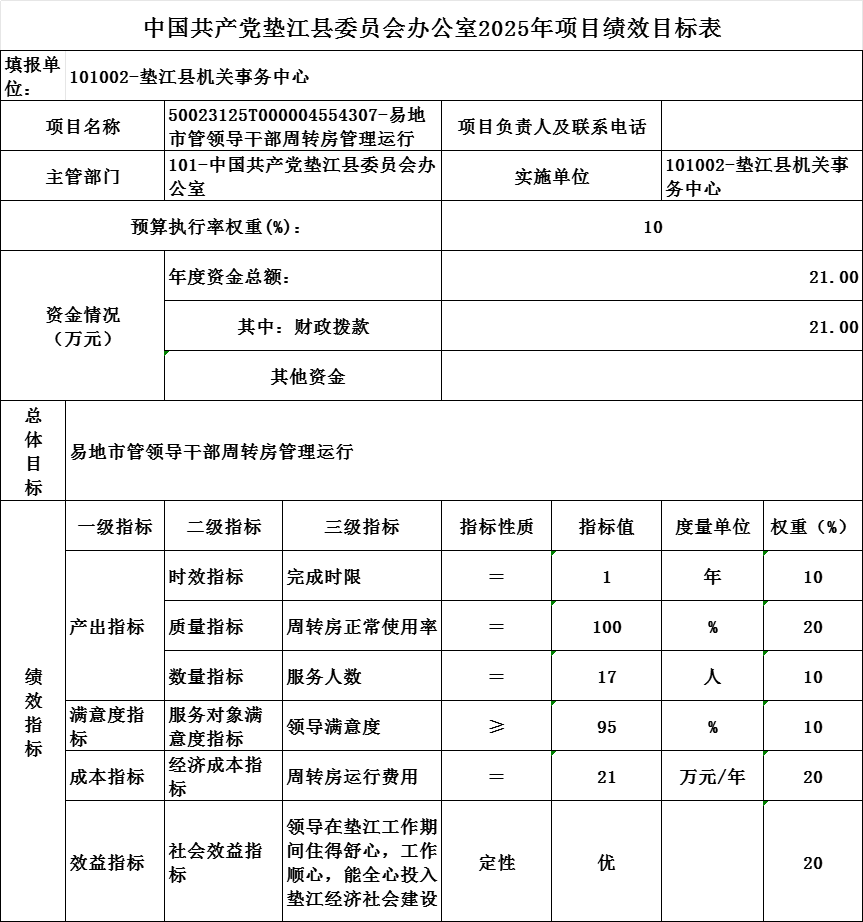 中国共产党垫江县委员会办公室2025年项目绩效目标表
填报单
位：
101002-垫江县机关事务中心
项目名称
50023125T000004554307-易地
市管领导干部周转房管理运行
项目负责人及联系电话
主管部门
101-中国共产党垫江县委员会办
公室
实施单位
101002-垫江县机关事
务中心
预算执行率权重(%)：
10
资金情况
（万元）
年度资金总额：
21.00
其中：财政拨款
21.00
其他资金
总
体
目
标
易地市管领导干部周转房管理运行
绩
效
指
标
一级指标
二级指标
三级指标
指标性质
指标值
度量单位
权重（%）
产出指标
时效指标
完成时限
＝
1
年
10
质量指标
周转房正常使用率
＝
100
%
20
数量指标
服务人数
＝
17
人
10
满意度指
标
服务对象满
意度指标
领导满意度
≥
95
%
10
成本指标
经济成本指
标
周转房运行费用
＝
21
万元/年
20
效益指标
社会效益指
标
领导在垫江工作期
间住得舒心，工作
顺心，能全心投入
垫江经济社会建设
定性
优
20